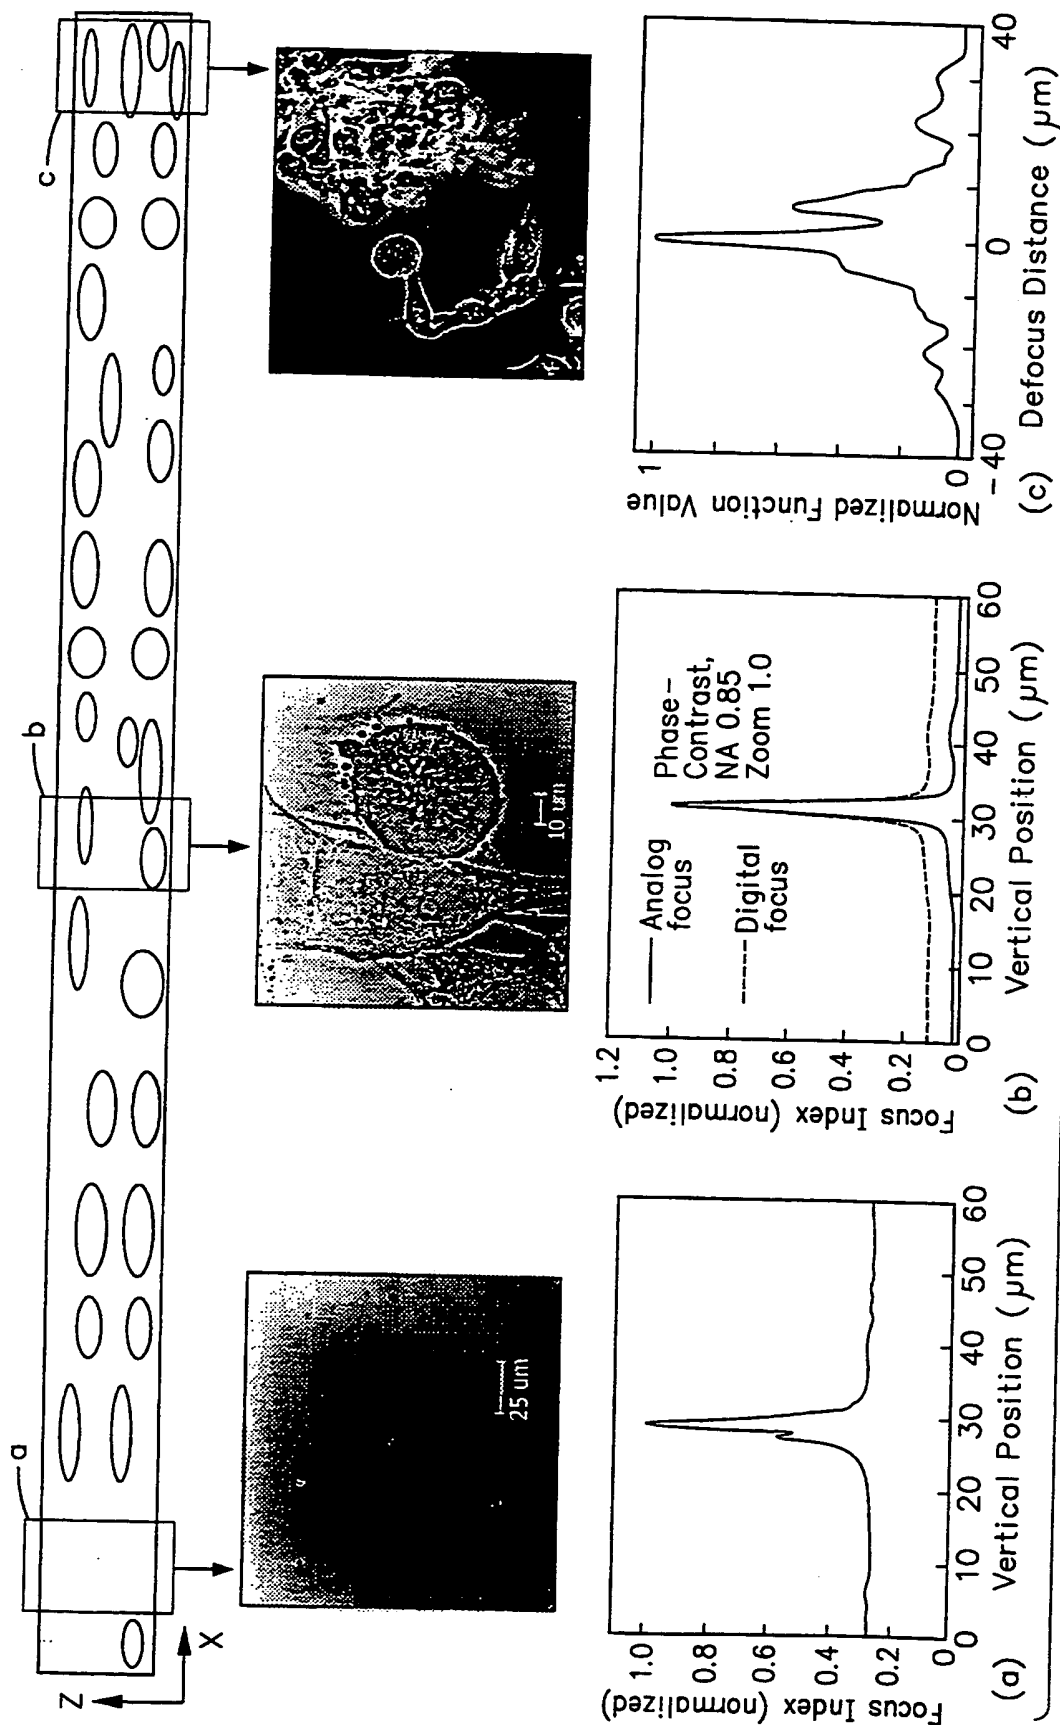 a
b
c
Z
X
25 um
10 um
Focus Index (normalized)
1.0
0.8
0.6
0.4
0.2
0
0
10
20
30
40
50
60
Vertical Position (µm)
(a)
Focus Index (normalized)
1.2
1.0
0.8
0.6
0.4
0.2
0
Analog
focus
Digital
focus
Phase-
Contrast,
NA 0.85
Zoom 1.0
0
10
20
30
40
50
60
Vertical Position (µm)
(b)
Normalized Function Value
1
0
-40
0
40
Defocus Distance (µm)
(c)